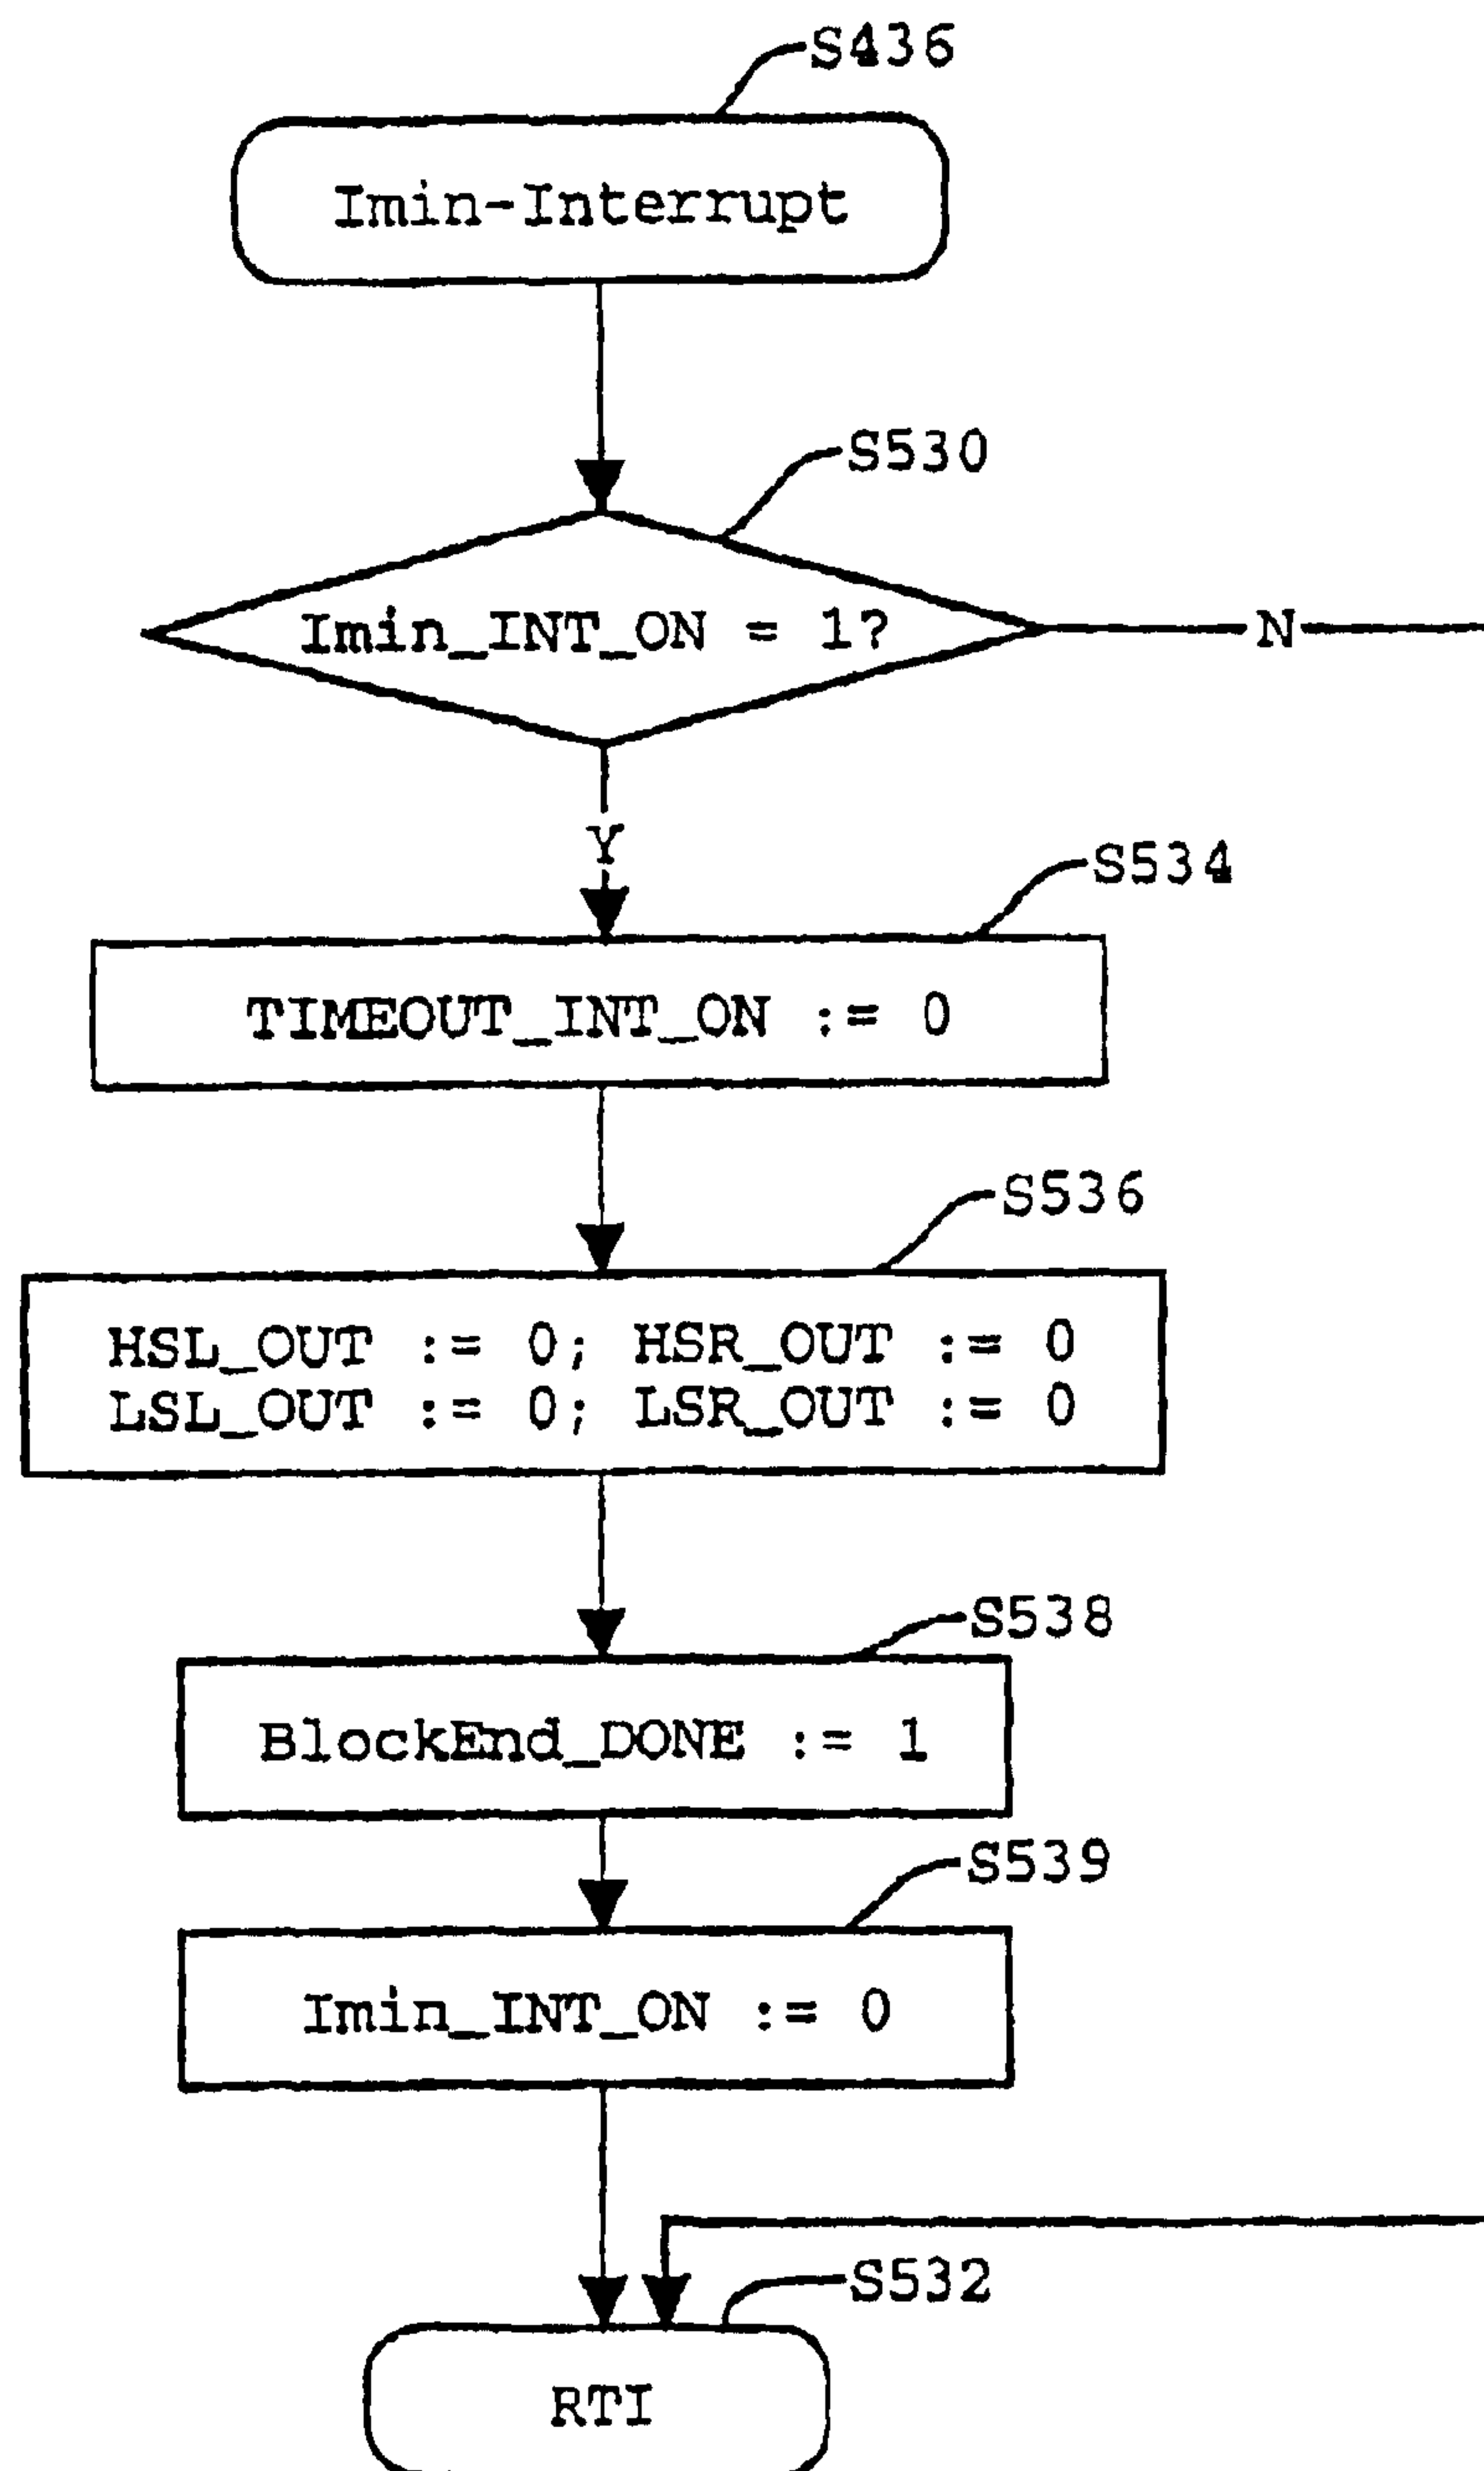 S436
Imin-Interrupt
S530
Imin_INT_ON = 1?
N
Y
S534
TIMEOUT_INT_ON := 0
S536
HSL_OUT := 0; HSR_OUT := 0
LSL_OUT := 0; LSR_OUT := 0
S538
BlockEnd_DONE := 1
S539
Imin_INT_ON := 0
S532
RTI